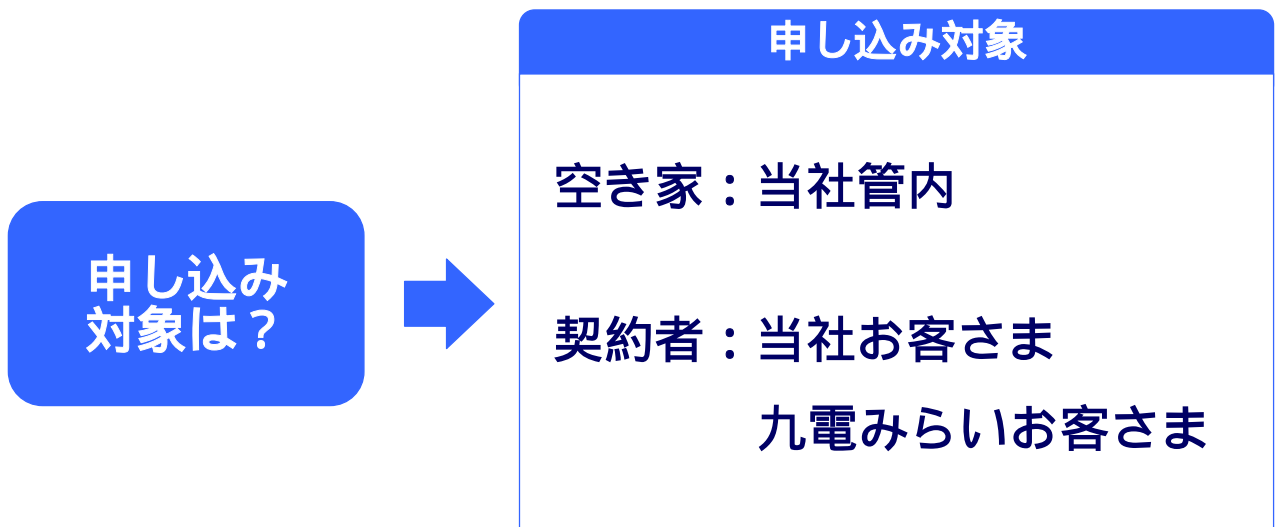 申し込み
対象は？
申し込み対象
空き家：当社管内
契約者：当社お客さま
九電みらいお客さま